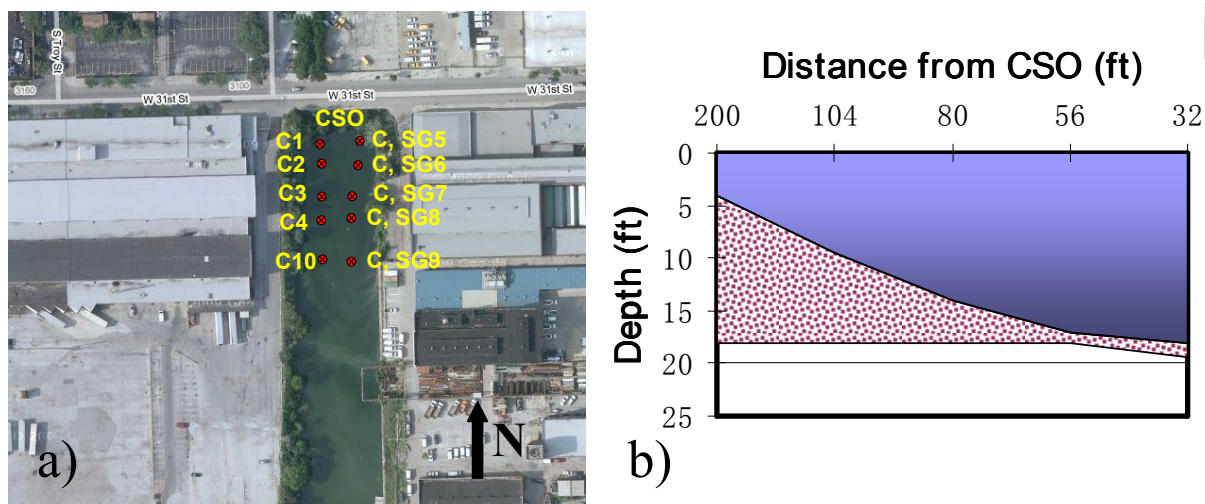 S Troy St
3160
3100
W 31st St
W 31st St
W 31st St
CSO
C1
C, SG5
C2
C, SG6
C3
C, SG7
C4
C, SG8
C10
C, SG9
N
a)
Distance from CSO (ft)
200 104 80 56 32
Depth (ft)
0
5
10
15
20
25
b)